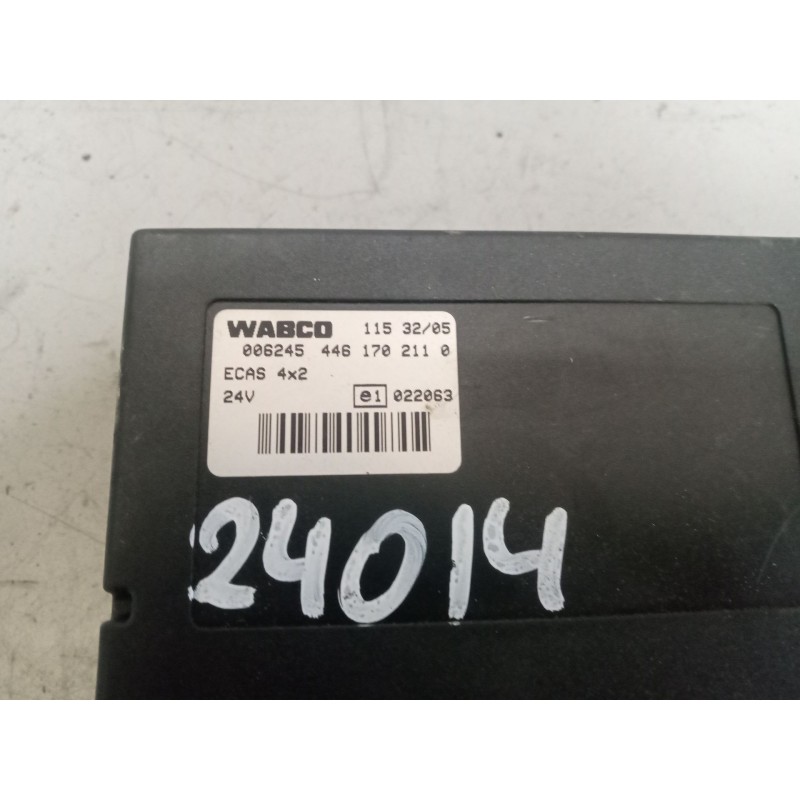 WABCO 115 32/05
006245 446 170 211 0
ECAS 4x2
24V e1 022063
24014